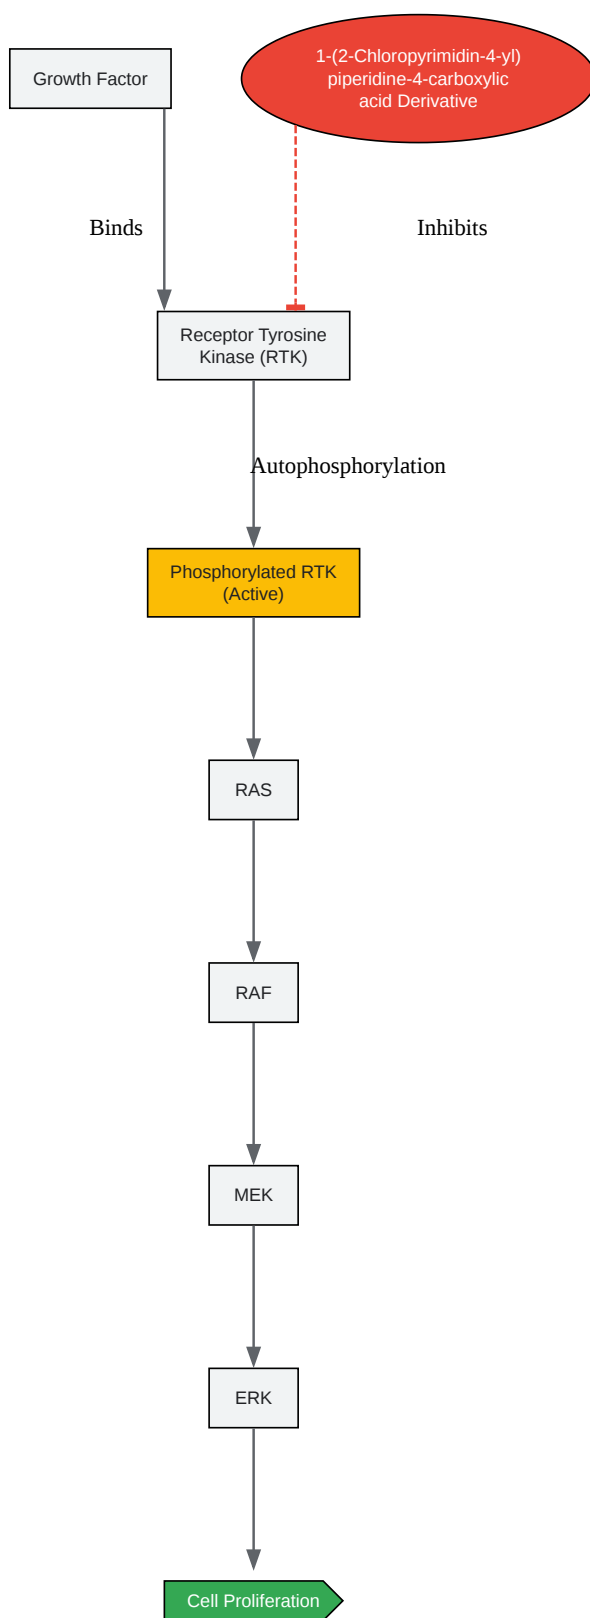 Growth Factor
1-(2-Chloropyrimidin-4-yl)
piperidine-4-carboxylic
acid Derivative
Binds
Inhibits
Receptor Tyrosine
Kinase (RTK)
Autophosphorylation
Phosphorylated RTK
(Active)
RAS
RAF
MEK
ERK
Cell Proliferation